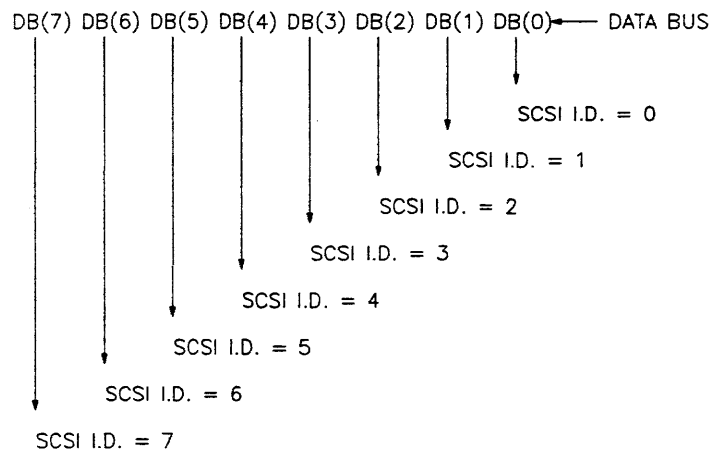 DB(7) DB(6) DB(5) DB(4) DB(3) DB(2) DB(1) DB(0) DATA BUS
SCSI I.D. = 0
SCSI I.D. = 1
SCSI I.D. = 2
SCSI I.D. = 3
SCSI I.D. = 4
SCSI I.D. = 5
SCSI I.D. = 6
SCSI I.D. = 7